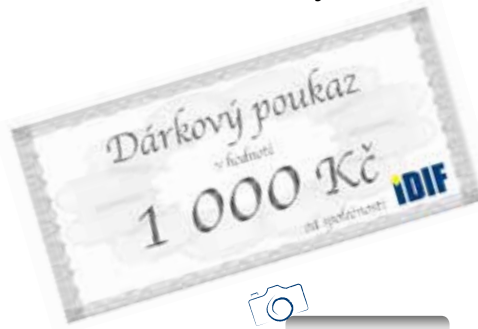 Dárkový poukaz
v hodnotě
1 000 Kč
od společnosti
iDIF